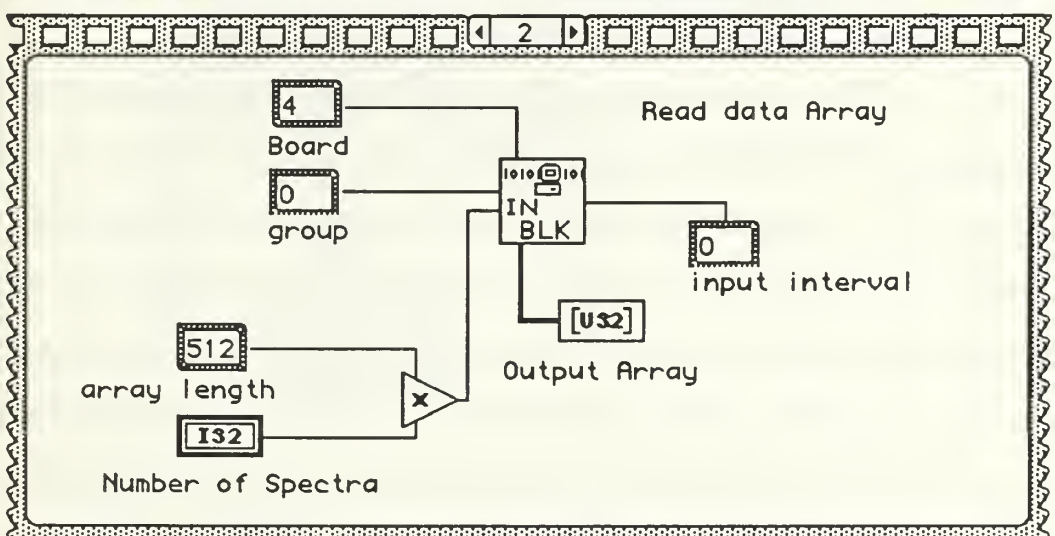 2
4
Board
Read data Array
0
group
IN
BLK
0
input interval
[U32]
Output Array
512
array length
x
I32
Number of Spectra